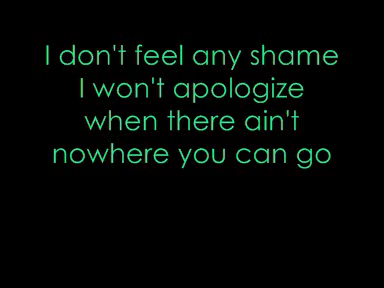 I don't feel any shame
I won't apologize
when there ain't
nowhere you can go